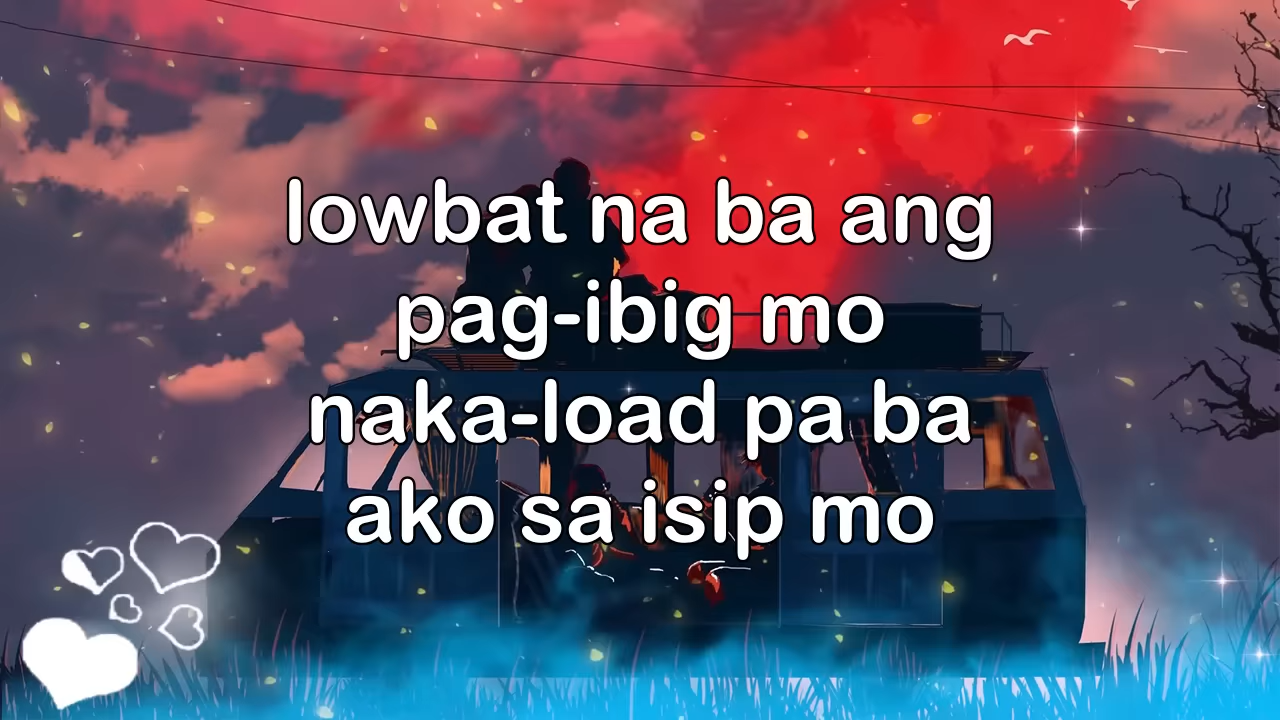 lowbat na ba ang
pag-ibig mo
naka-load pa ba
ako sa isip mo